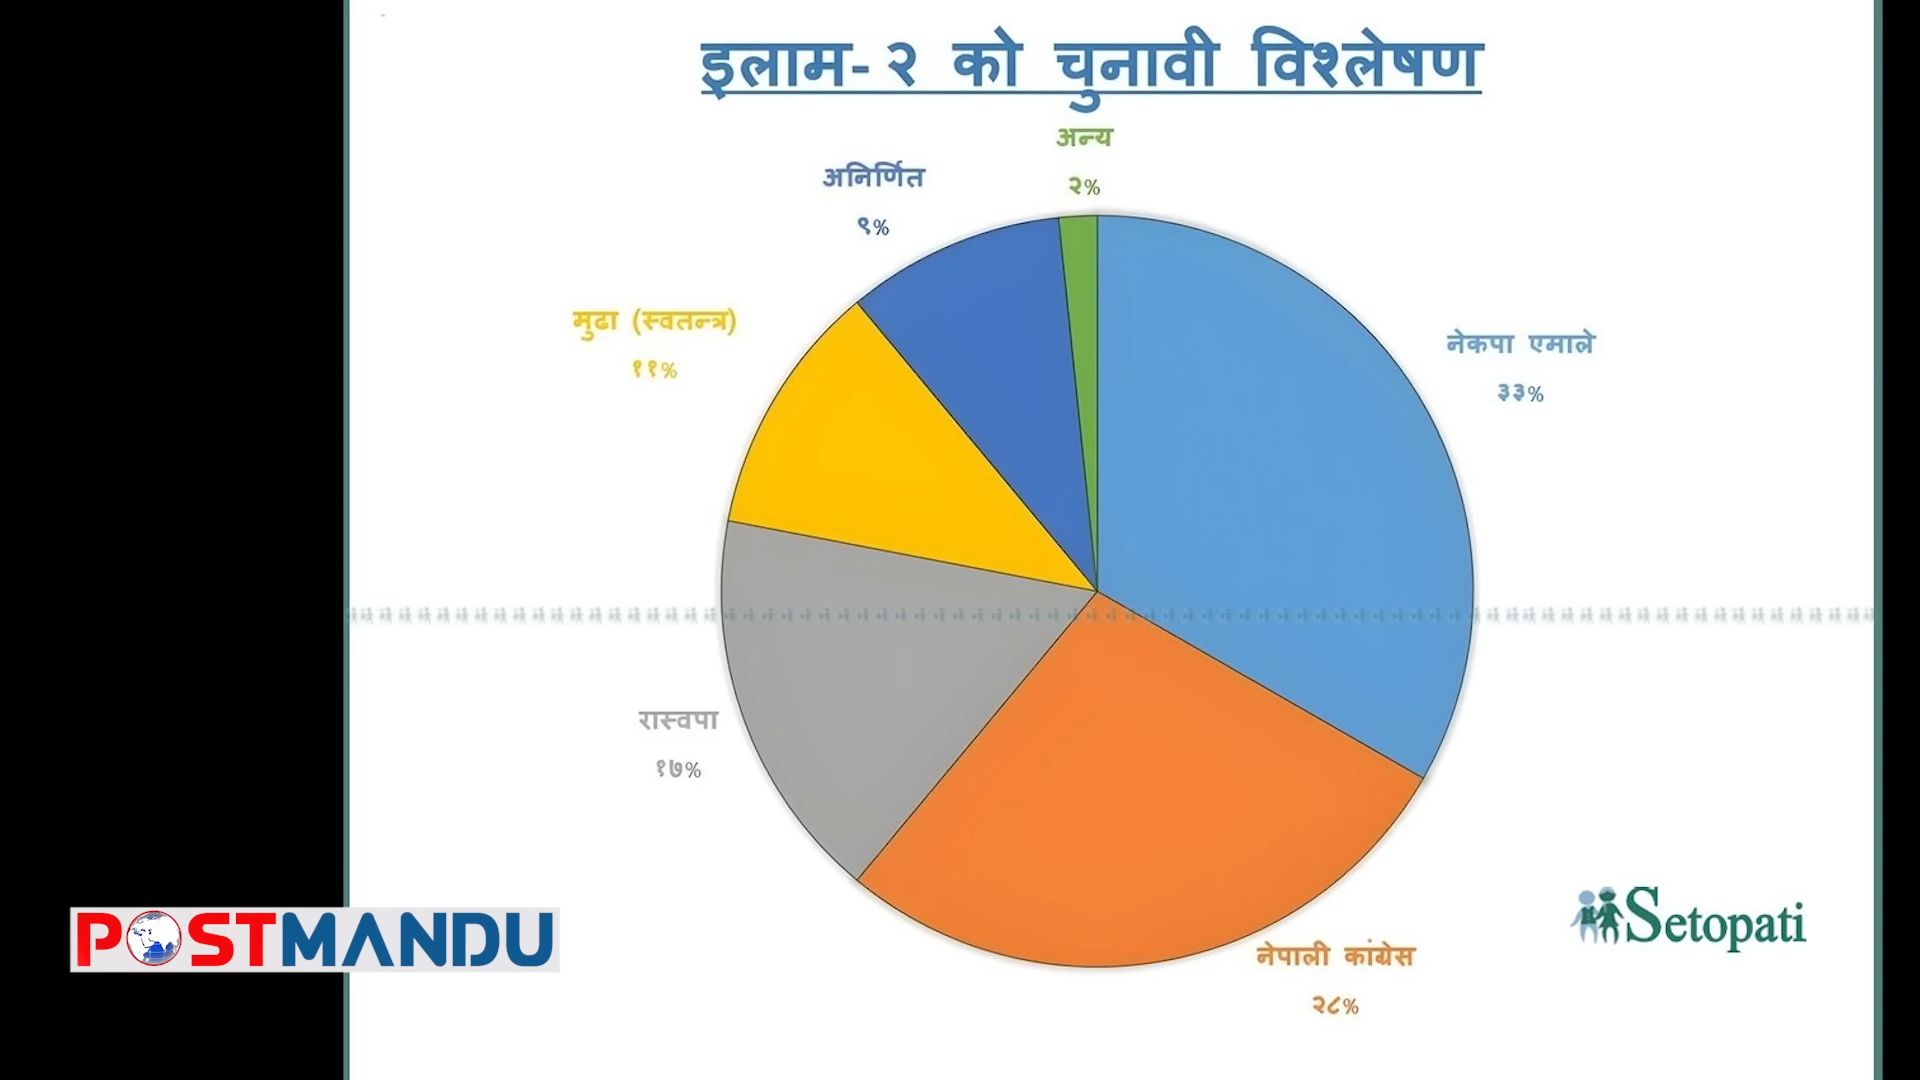 इलाम- २ को चुनावी विश्लेषण
अन्य
२%
अनिर्णित
९%
मुढा (स्वतन्त्र)
११%
नेकपा एमाले
३३%
रास्वपा
१७%
नेपाली कांग्रेस
२८%
Setopati
POSTMANDU